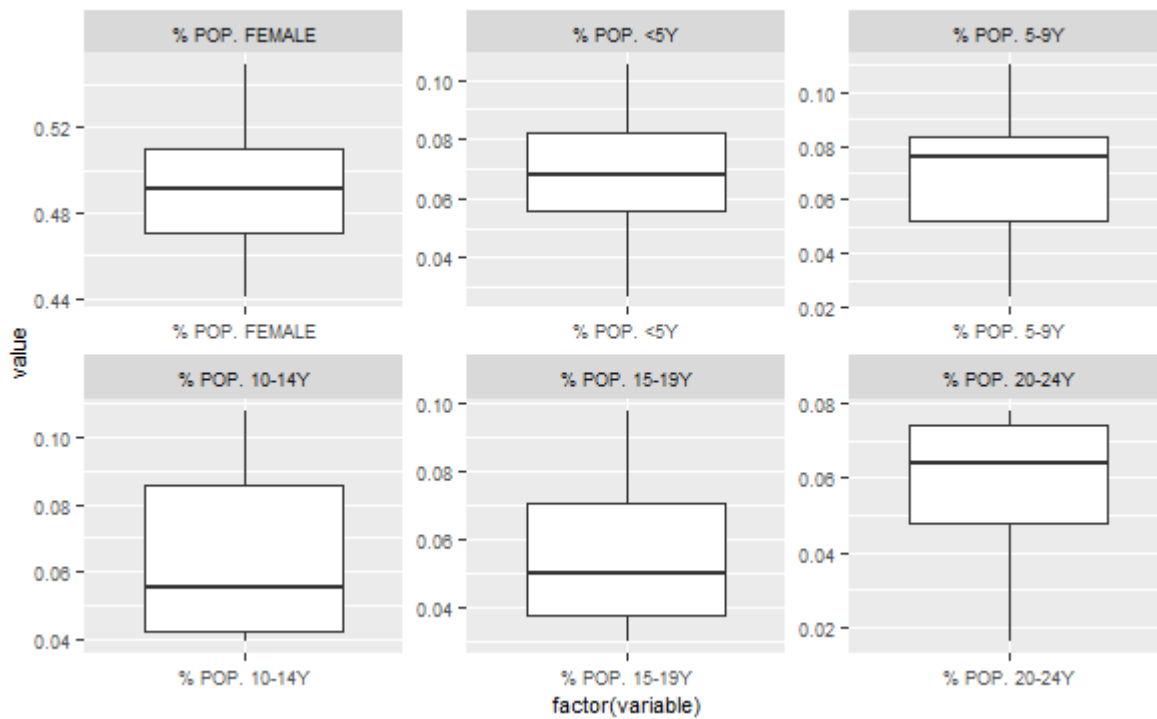 % POP. FEMALE
% POP. <5Y
% POP. 5-9Y
0.52
0.48
0.44
0.10
0.08
0.06
0.04
0.10
0.08
0.06
0.04
0.02
% POP. FEMALE
% POP. <5Y
% POP. 5-9Y
value
% POP. 10-14Y
% POP. 15-19Y
% POP. 20-24Y
0.10
0.08
0.06
0.04
0.10
0.08
0.06
0.04
0.08
0.06
0.04
0.02
% POP. 10-14Y
% POP. 15-19Y
% POP. 20-24Y
factor(variable)